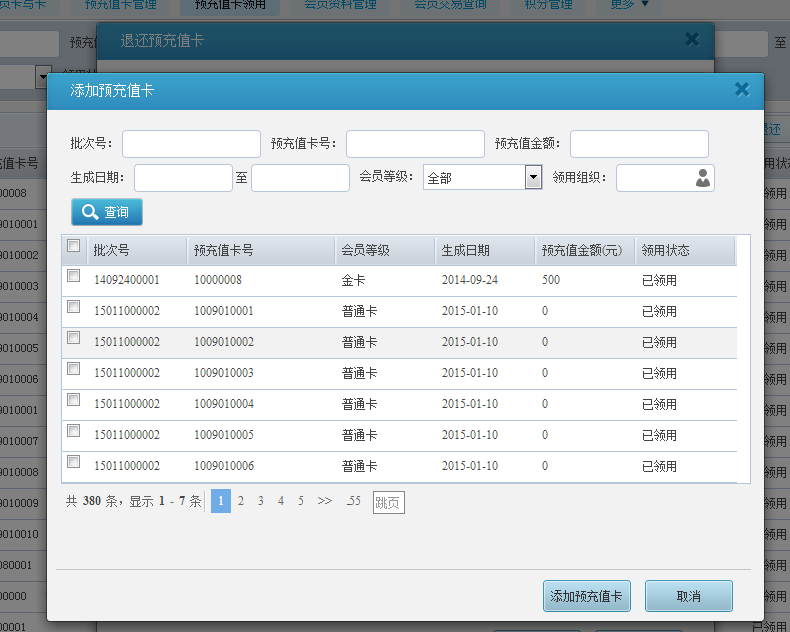 员卡与卡 预充值卡管理 预充值卡领用 会员资料管理 会员交易查询 积分管理 更多
预充值 退还预充值卡 至
添加预充值卡
批次号: 预充值卡号: 预充值金额:
生成日期: 至 会员等级: 全部 领用组织:
查询
批次号 预充值卡号 会员等级 生成日期 预充值金额(元) 领用状态
14092400001 10000008 金卡 2014-09-24 500 已领用
15011000002 1009010001 普通卡 2015-01-10 0 已领用
15011000002 1009010002 普通卡 2015-01-10 0 已领用
15011000002 1009010003 普通卡 2015-01-10 0 已领用
15011000002 1009010004 普通卡 2015-01-10 0 已领用
15011000002 1009010005 普通卡 2015-01-10 0 已领用
15011000002 1009010006 普通卡 2015-01-10 0 已领用
共 380 条，显示 1 - 7 条 1 2 3 4 5 >> .55 跳页
添加预充值卡 取消